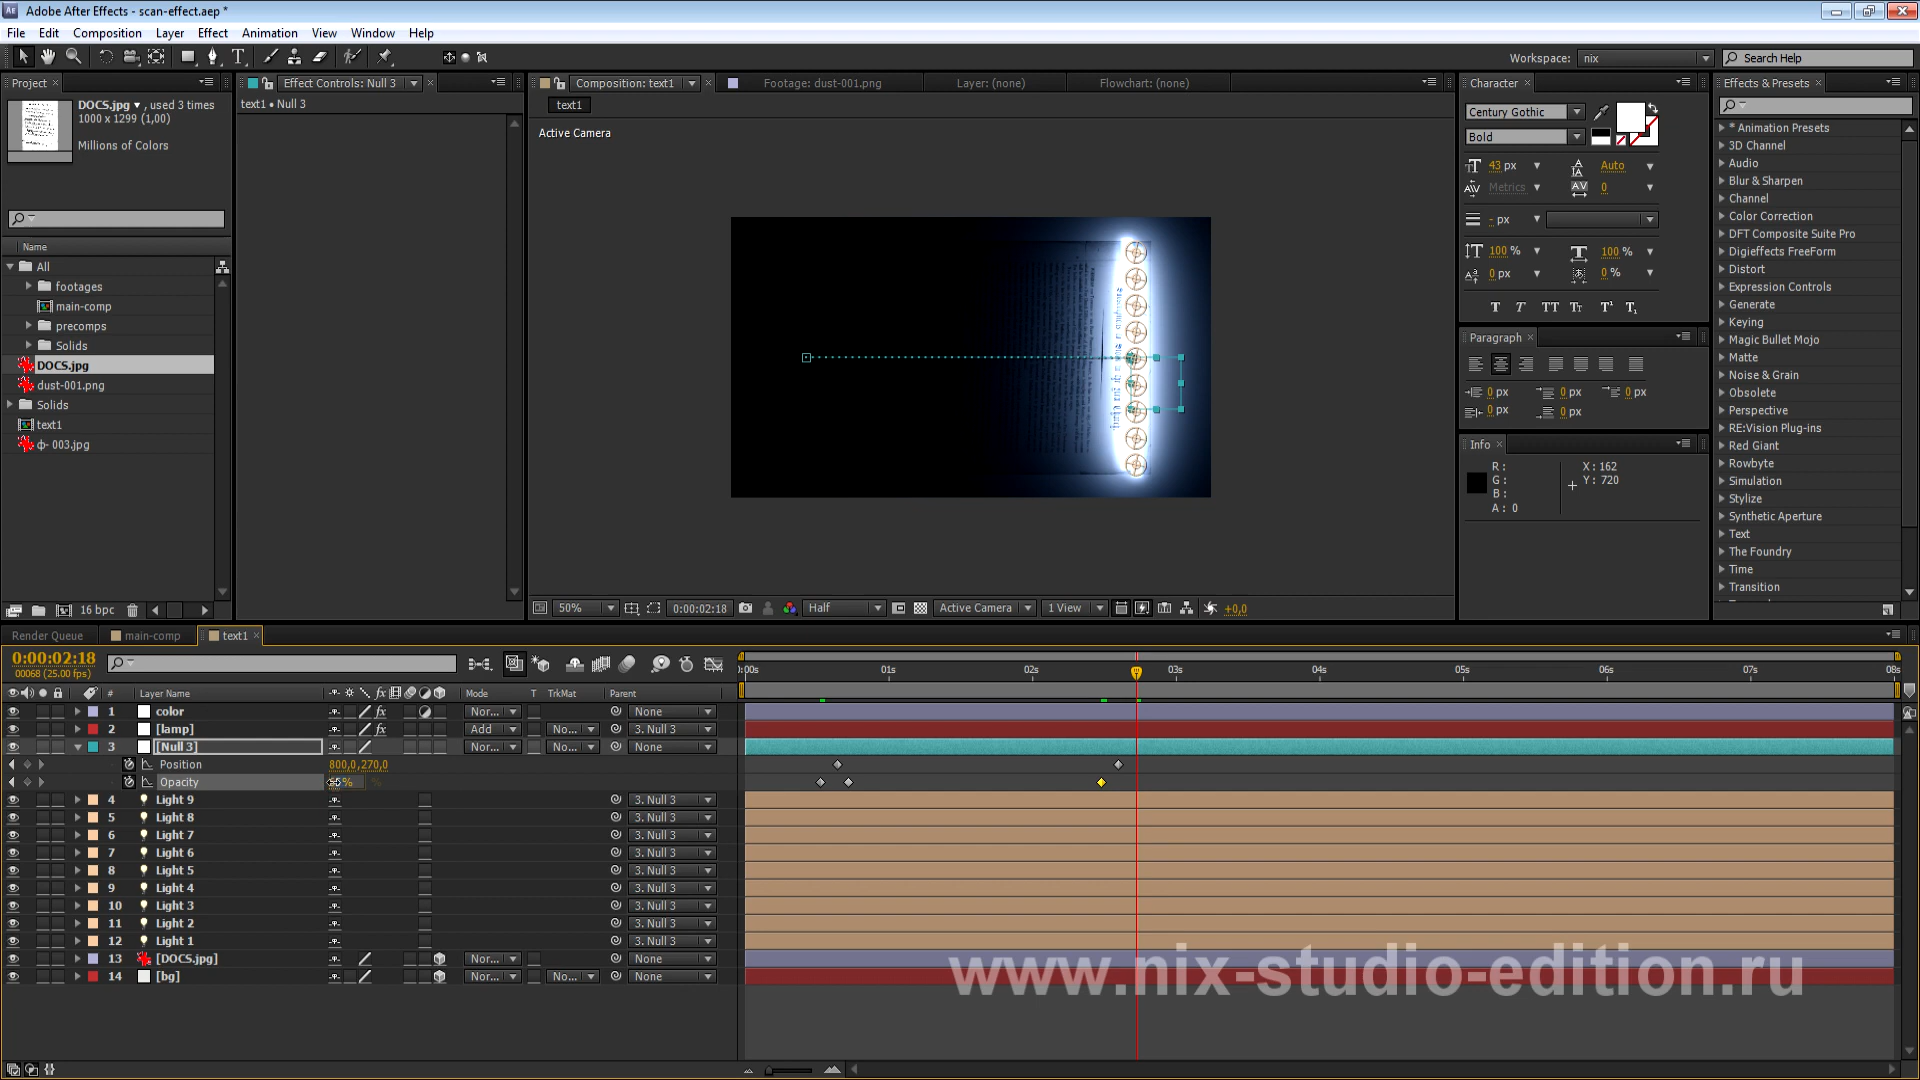 Adobe After Effects - scan-effect.aep *
File Edit Composition Layer Effect Animation View Window Help
Workspace: nix Search Help
Project Effect Controls: Null 3 Composition: text1 Footage: dust-001.png Layer: (none) Flowchart: (none) Character Effects & Presets
DOCS.jpg , used 3 times
1000 x 1299 (1,00)
Millions of Colors
text1 • Null 3
text1
Active Camera
Name
All
footages
main-comp
precomps
Solids
DOCS.jpg
dust-001.png
Solids
text1
ф- 003.jpg
16 bpc
50% 0:00:02:18 Half Active Camera 1 View +0,0
Century Gothic
Bold
43 px Auto
Metrics 0
- px
100 % 100 %
0 px 0 %
Paragraph
0 px 0 px 0 px
0 px 0 px
Info
R: X: 162
G: Y: 720
B:
A: 0
* Animation Presets
3D Channel
Audio
Blur & Sharpen
Channel
Color Correction
DFT Composite Suite Pro
Digieffects FreeForm
Distort
Expression Controls
Generate
Keying
Magic Bullet Mojo
Matte
Noise & Grain
Obsolete
Perspective
RE:Vision Plug-ins
Red Giant
Rowbyte
Simulation
Stylize
Synthetic Aperture
Text
The Foundry
Time
Transition
Render Queue main-comp text1
0:00:02:18
00068 (25.00 fps)
:00s 01s 02s 03s 04s 05s 06s 07s 08s
# Layer Name Mode T TrkMat Parent
1 color Nor... None
2 [lamp] Add No... 3. Null 3
3 [Null 3] Nor... No... None
Position 800,0,270,0
Opacity
4 Light 9 3. Null 3
5 Light 8 3. Null 3
6 Light 7 3. Null 3
7 Light 6 3. Null 3
8 Light 5 3. Null 3
9 Light 4 3. Null 3
10 Light 3 3. Null 3
11 Light 2 3. Null 3
12 Light 1 3. Null 3
13 [DOCS.jpg] Nor... None
14 [bg] Nor... No... None
www.nix-studio-edition.ru